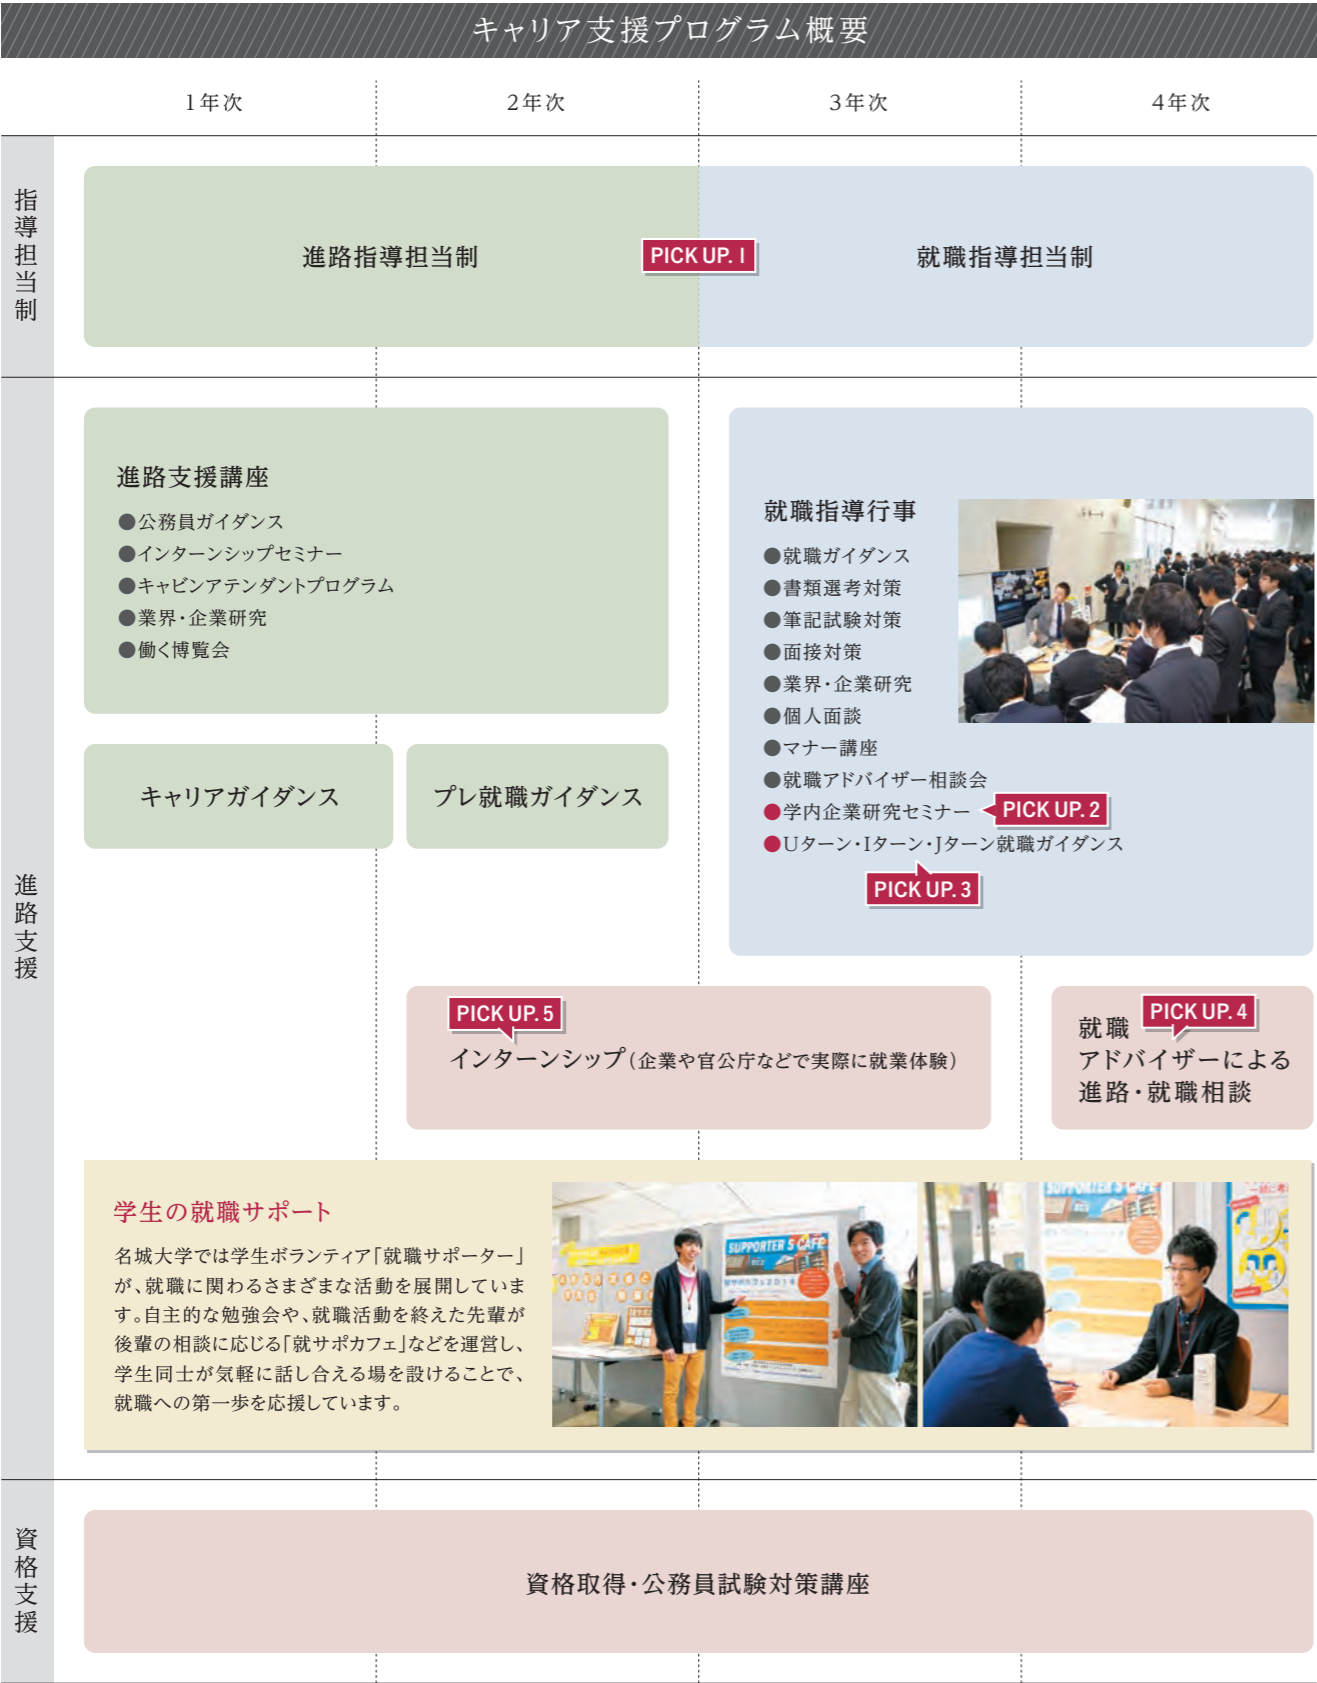 キャリア支援プログラム概要
1年次
2年次
3年次
4年次
指導担当制
進路指導担当制
PICK UP. 1
就職指導担当制
進路支援
進路支援講座
●公務員ガイダンス
●インターンシップセミナー
●キャビンアテンダントプログラム
●業界・企業研究
●働く博覧会
キャリアガイダンス
プレ就職ガイダンス
就職指導行事
●就職ガイダンス
●書類選考対策
●筆記試験対策
●面接対策
●業界・企業研究
●個人面談
●マナー講座
●就職アドバイザー相談会
●学内企業研究セミナー
PICK UP. 2
●Uターン・Iターン・Jターン就職ガイダンス
PICK UP. 3
PICK UP. 5
インターンシップ(企業や官公庁などで実際に就業体験)
PICK UP. 4
就職
アドバイザーによる
進路・就職相談
学生の就職サポート
名城大学では学生ボランティア「就職サポーター」
が、就職に関わるさまざまな活動を展開していま
す。自主的な勉強会や、就職活動を終えた先輩が
後輩の相談に応じる「就サポカフェ」などを運営し、
学生同士が気軽に話し合える場を設けることで、
就職への第一歩を応援しています。
SUPPORTER'S CAFE
資格支援
資格取得・公務員試験対策講座